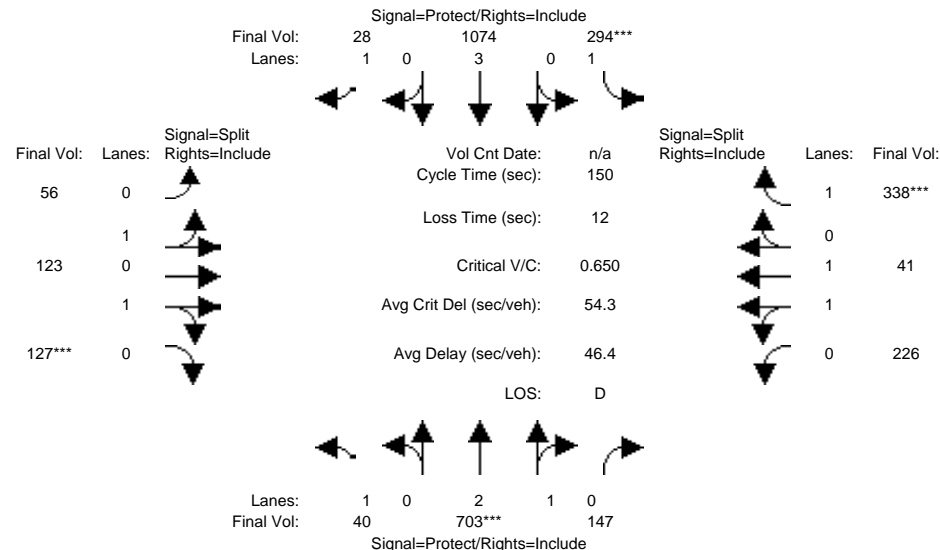 Signal=Protect/Rights=Include
Final Vol: 28 1074 294***
Lanes: 1 0 3 0 1
Signal=Split
Final Vol: Lanes: Rights=Include
Vol Cnt Date: n/a
Signal=Split
Rights=Include Lanes: Final Vol:
Cycle Time (sec): 150
56 0
1 338***
Loss Time (sec): 12
1
0
123 0
Critical V/C: 0.650
1 41
1
Avg Crit Del (sec/veh): 54.3
1
127*** 0
Avg Delay (sec/veh): 46.4
0 226
LOS: D
Lanes: 1 0 2 1 0
Final Vol: 40 703*** 147
Signal=Protect/Rights=Include